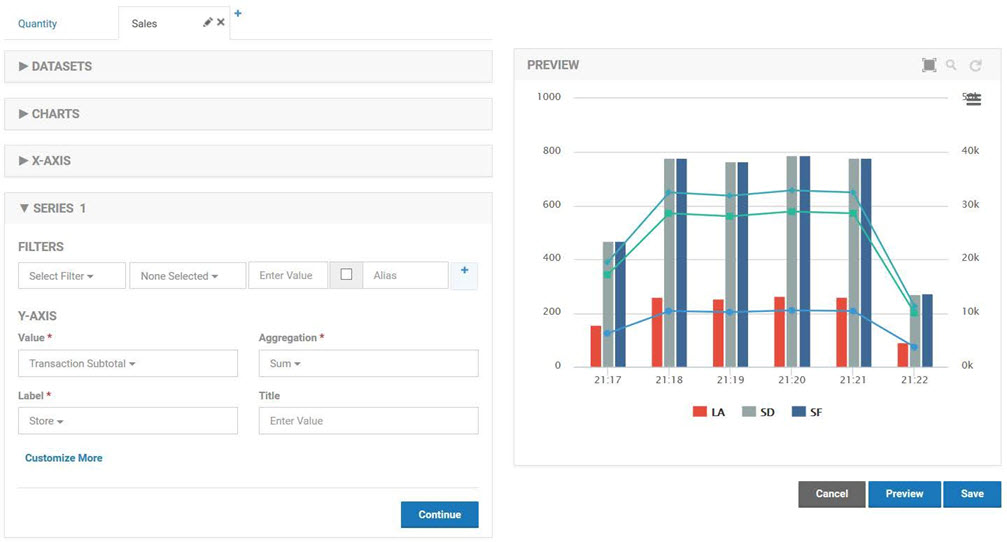 Quantity
Sales
+
DATASETS
CHARTS
X-AXIS
SERIES 1
FILTERS
Select Filter
None Selected
Enter Value
Alias
+
Y-AXIS
Value *
Aggregation *
Transaction Subtotal
Sum
Label *
Title
Store
Enter Value
Customize More
Continue
PREVIEW
1000
800
600
400
200
0
40k
30k
20k
10k
0k
21:17 21:18 21:19 21:20 21:21 21:22
LA SD SF
Cancel
Preview
Save